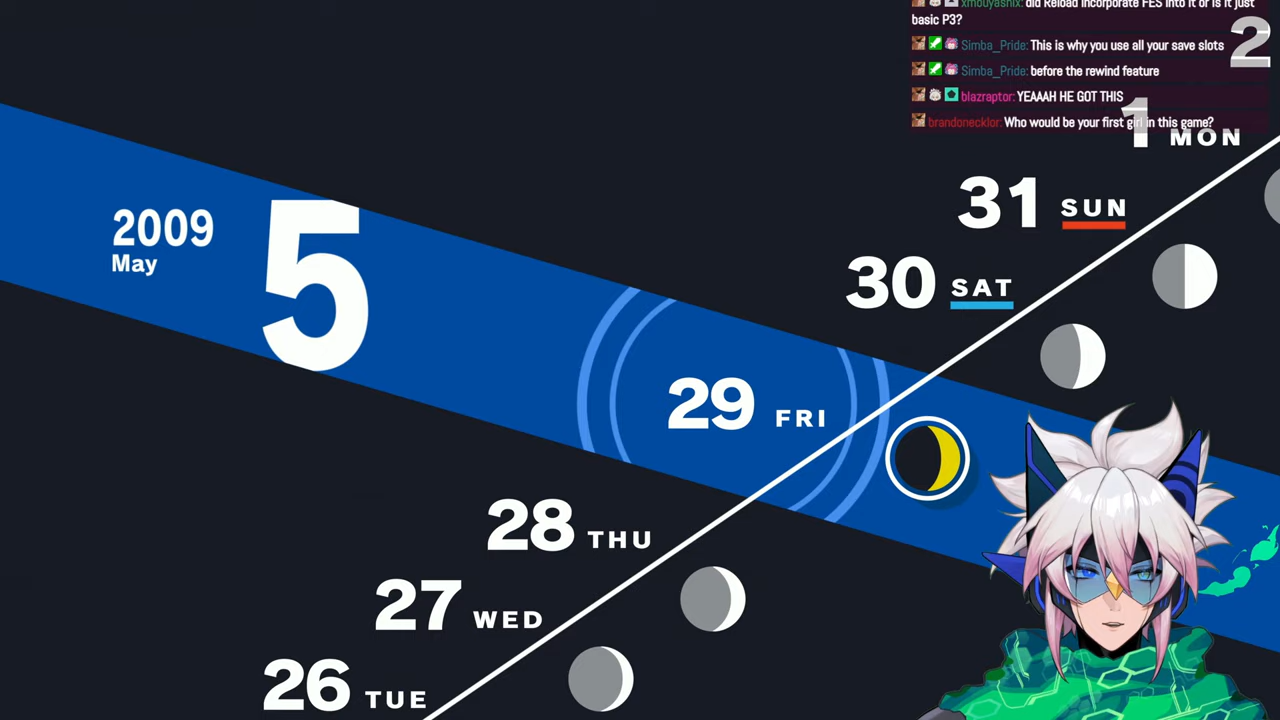 xmouyashix: did Reload incorporate FES into it or is it just
basic P3?
Simba_Pride: This is why you use all your save slots
Simba_Pride: before the rewind feature
blazraptor: YEAAAH HE GOT THIS
brandonecklor: Who would be your first girl in this game?
2
1 MON
31 SUN
30 SAT
2009
May
5
29 FRI
28 THU
27 WED
26 TUE